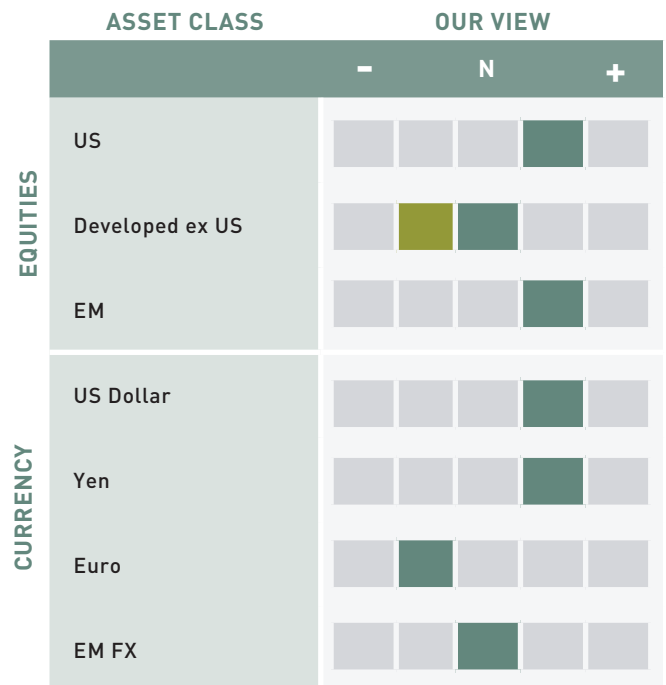 ASSET CLASS
OUR VIEW
- N +
EQUITIES
US
Developed ex US
EM
CURRENCY
US Dollar
Yen
Euro
EM FX